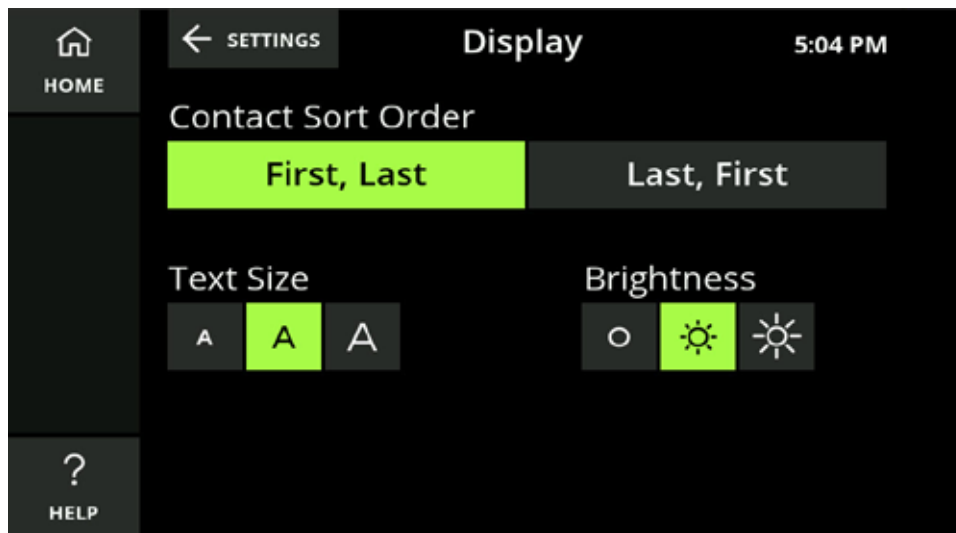 HOME
SETTINGS
Display
5:04 PM
Contact Sort Order
First, Last
Last, First
Text Size
Brightness
A
A
A
?
HELP